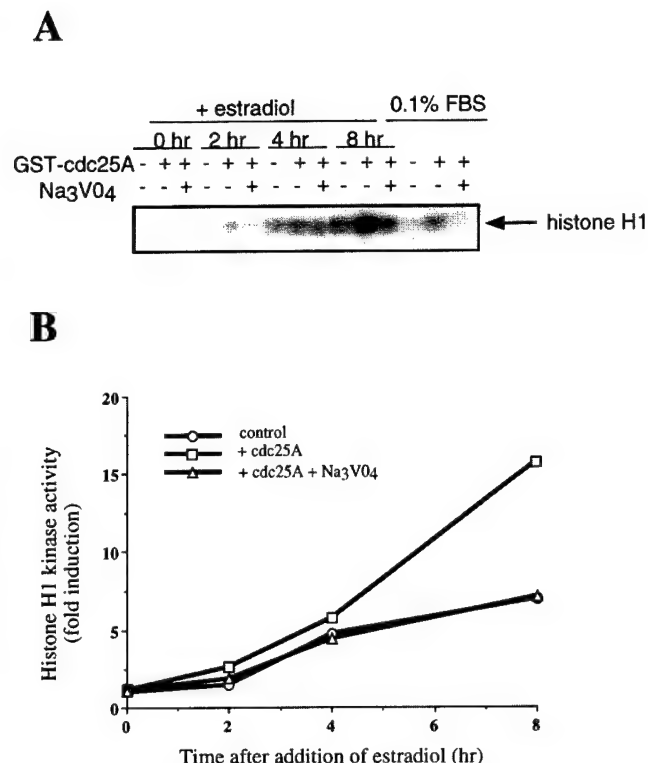 A
+ estradiol
0.1% FBS
0 hr 2 hr 4 hr 8 hr
GST-cdc25A - + + - + + - + + - + + - + +
Na3V04 - - + - - + - - + - - + - - +
histone H1
B
20
15
10
5
0
Histone H1 kinase activity
(fold induction)
control
+ cdc25A
+ cdc25A + Na3V04
0 2 4 6 8
Time after addition of estradiol (hr)